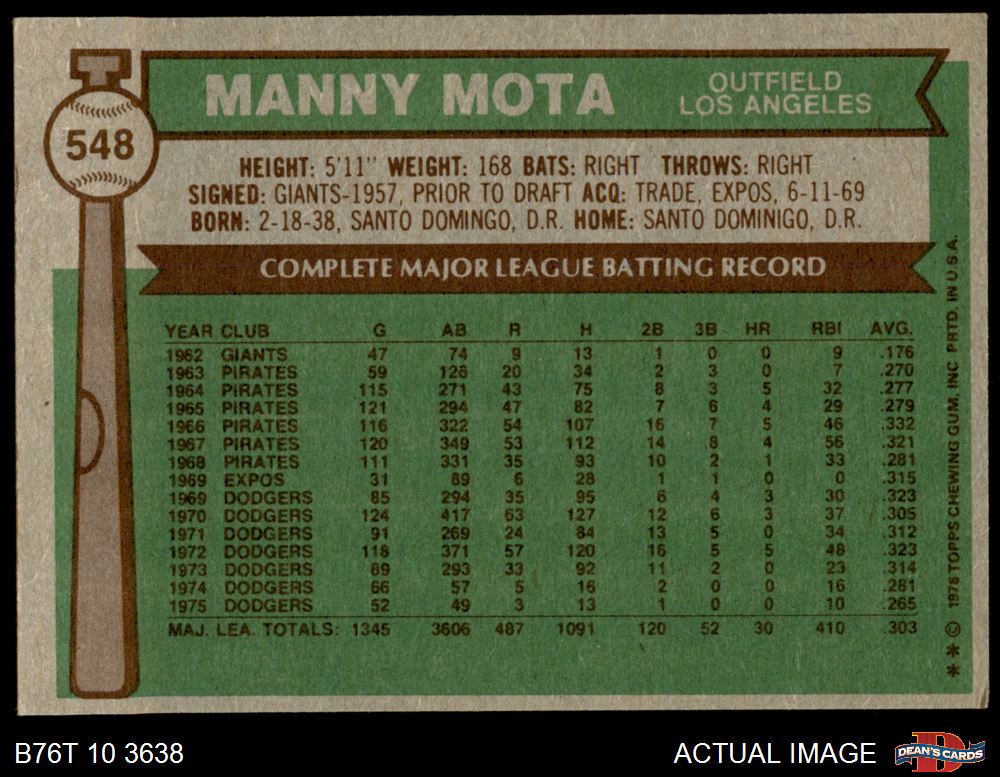 MANNY MOTA
OUTFIELD
LOS ANGELES
548
HEIGHT: 5'11" WEIGHT: 168 BATS: RIGHT THROWS: RIGHT
SIGNED: GIANTS-1957, PRIOR TO DRAFT ACQ: TRADE, EXPOS, 6-11-69
BORN: 2-18-38, SANTO DOMINGO, D.R. HOME: SANTO DOMINIGO, D.R.
COMPLETE MAJOR LEAGUE BATTING RECORD
YEAR CLUB G AB R H 2B 3B HR RBI AVG.
1962 GIANTS 47 74 9 13 1 0 0 9 .176
1963 PIRATES 59 126 20 34 2 3 0 7 .270
1964 PIRATES 115 271 43 75 8 3 5 32 .277
1965 PIRATES 121 294 47 82 7 6 4 29 .279
1966 PIRATES 116 322 54 107 16 7 5 46 .332
1967 PIRATES 120 349 53 112 14 8 4 56 .321
1968 PIRATES 111 331 35 93 10 2 1 33 .281
1969 EXPOS 31 89 6 28 1 1 0 0 .315
1969 DODGERS 85 294 35 95 6 4 3 30 .323
1970 DODGERS 124 417 63 127 12 6 3 37 .305
1971 DODGERS 91 269 24 84 13 5 0 34 .312
1972 DODGERS 118 371 57 120 16 5 5 48 .323
1973 DODGERS 89 293 33 92 11 2 0 23 .314
1974 DODGERS 66 57 5 16 2 0 0 16 .281
1975 DODGERS 52 49 3 13 1 0 0 10 .265
MAJ. LEA. TOTALS: 1345 3606 487 1091 120 52 30 410 .303
* * © 1976 TOPPS CHEWING GUM, INC PRTD. IN U.S.A.
B76T 10 3638
ACTUAL IMAGE
DEAN'S CARDS